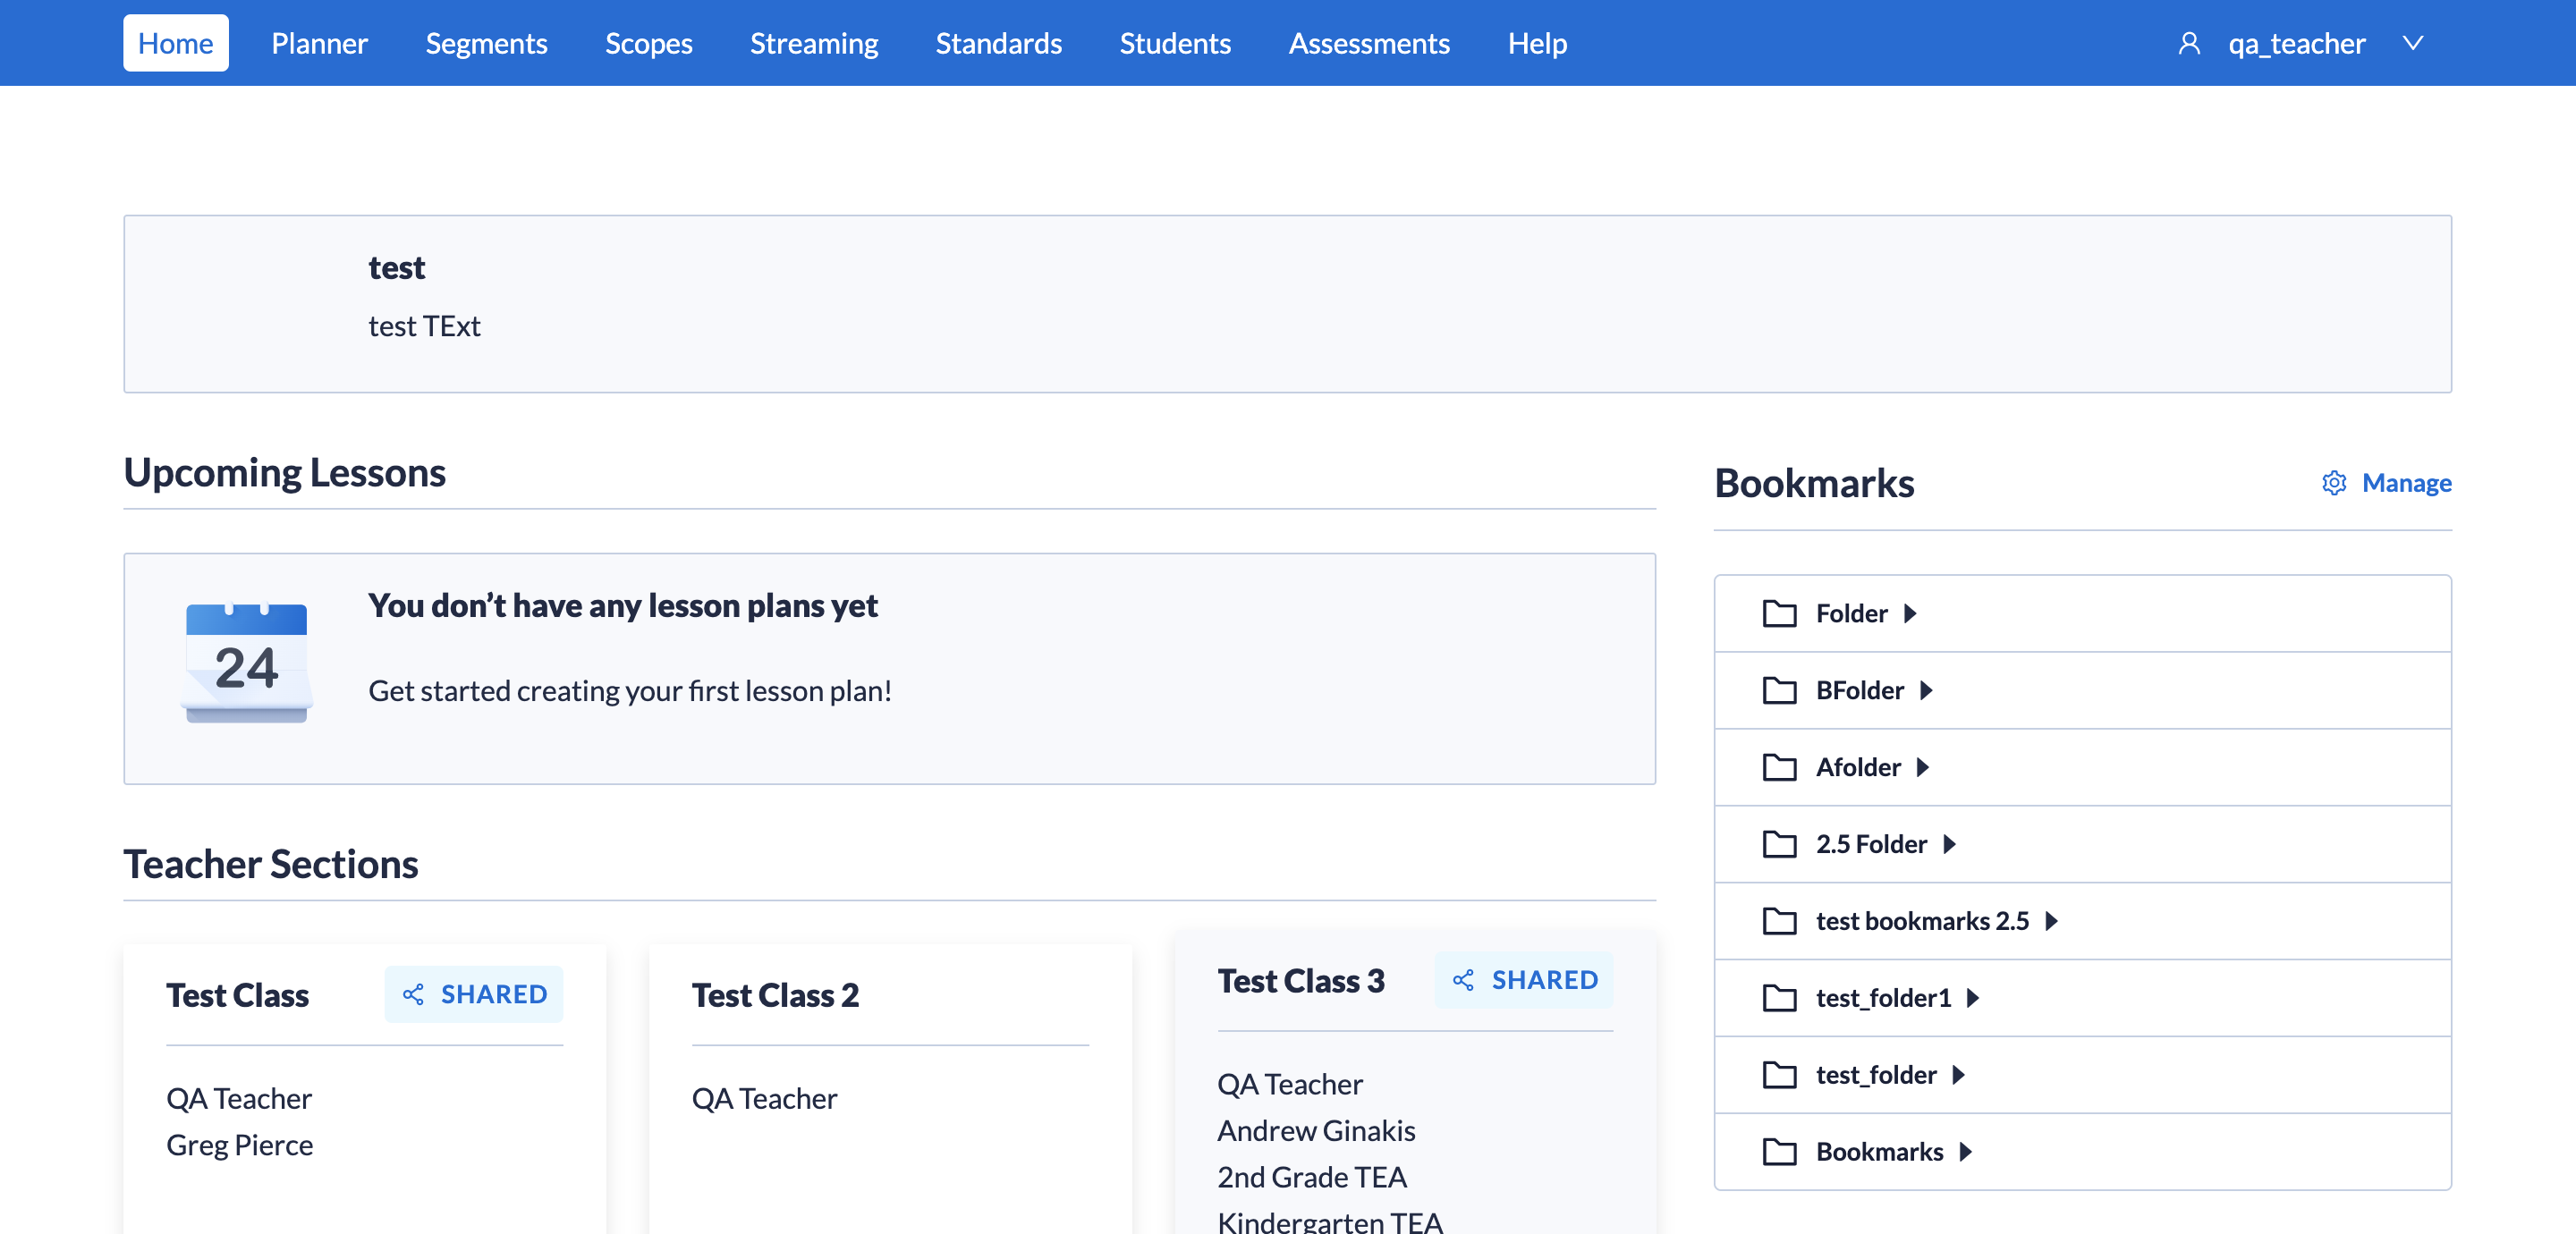 Home Planner Segments Scopes Streaming Standards Students Assessments Help qa_teacher
test
test TExt
Upcoming Lessons
You don’t have any lesson plans yet
24
Get started creating your first lesson plan!
Teacher Sections
Test Class SHARED
QA Teacher
Greg Pierce
Test Class 2
QA Teacher
Test Class 3 SHARED
QA Teacher
Andrew Ginakis
2nd Grade TEA
Kindergarten TEA
Bookmarks Manage
Folder
BFolder
Afolder
2.5 Folder
test bookmarks 2.5
test_folder1
test_folder
Bookmarks